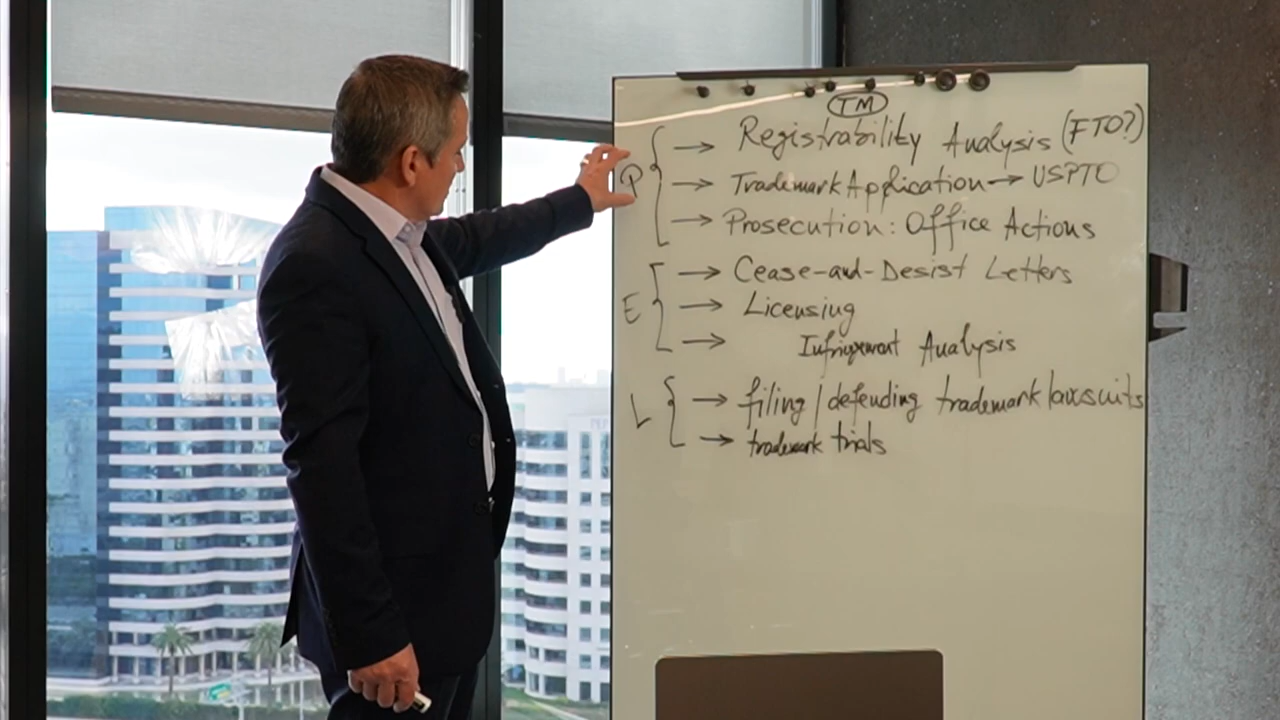 TM
P
→ Registrability Analysis (FTO?)
→ Trademark Application → USPTO
→ Prosecution: Office Actions
E
→ Cease-and-Desist Letters
→ Licensing
→ Infringement Analysis
L
→ filing/defending trademark lawsuits
→ trademark trials